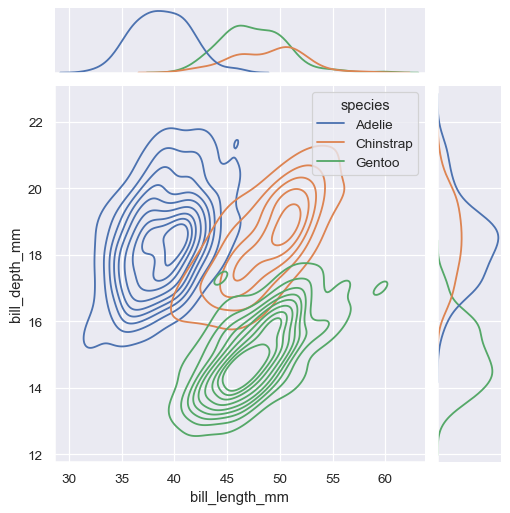 species
Adelie
Chinstrap
Gentoo
22
20
18
16
14
12
bill_depth_mm
30 35 40 45 50 55 60
bill_length_mm